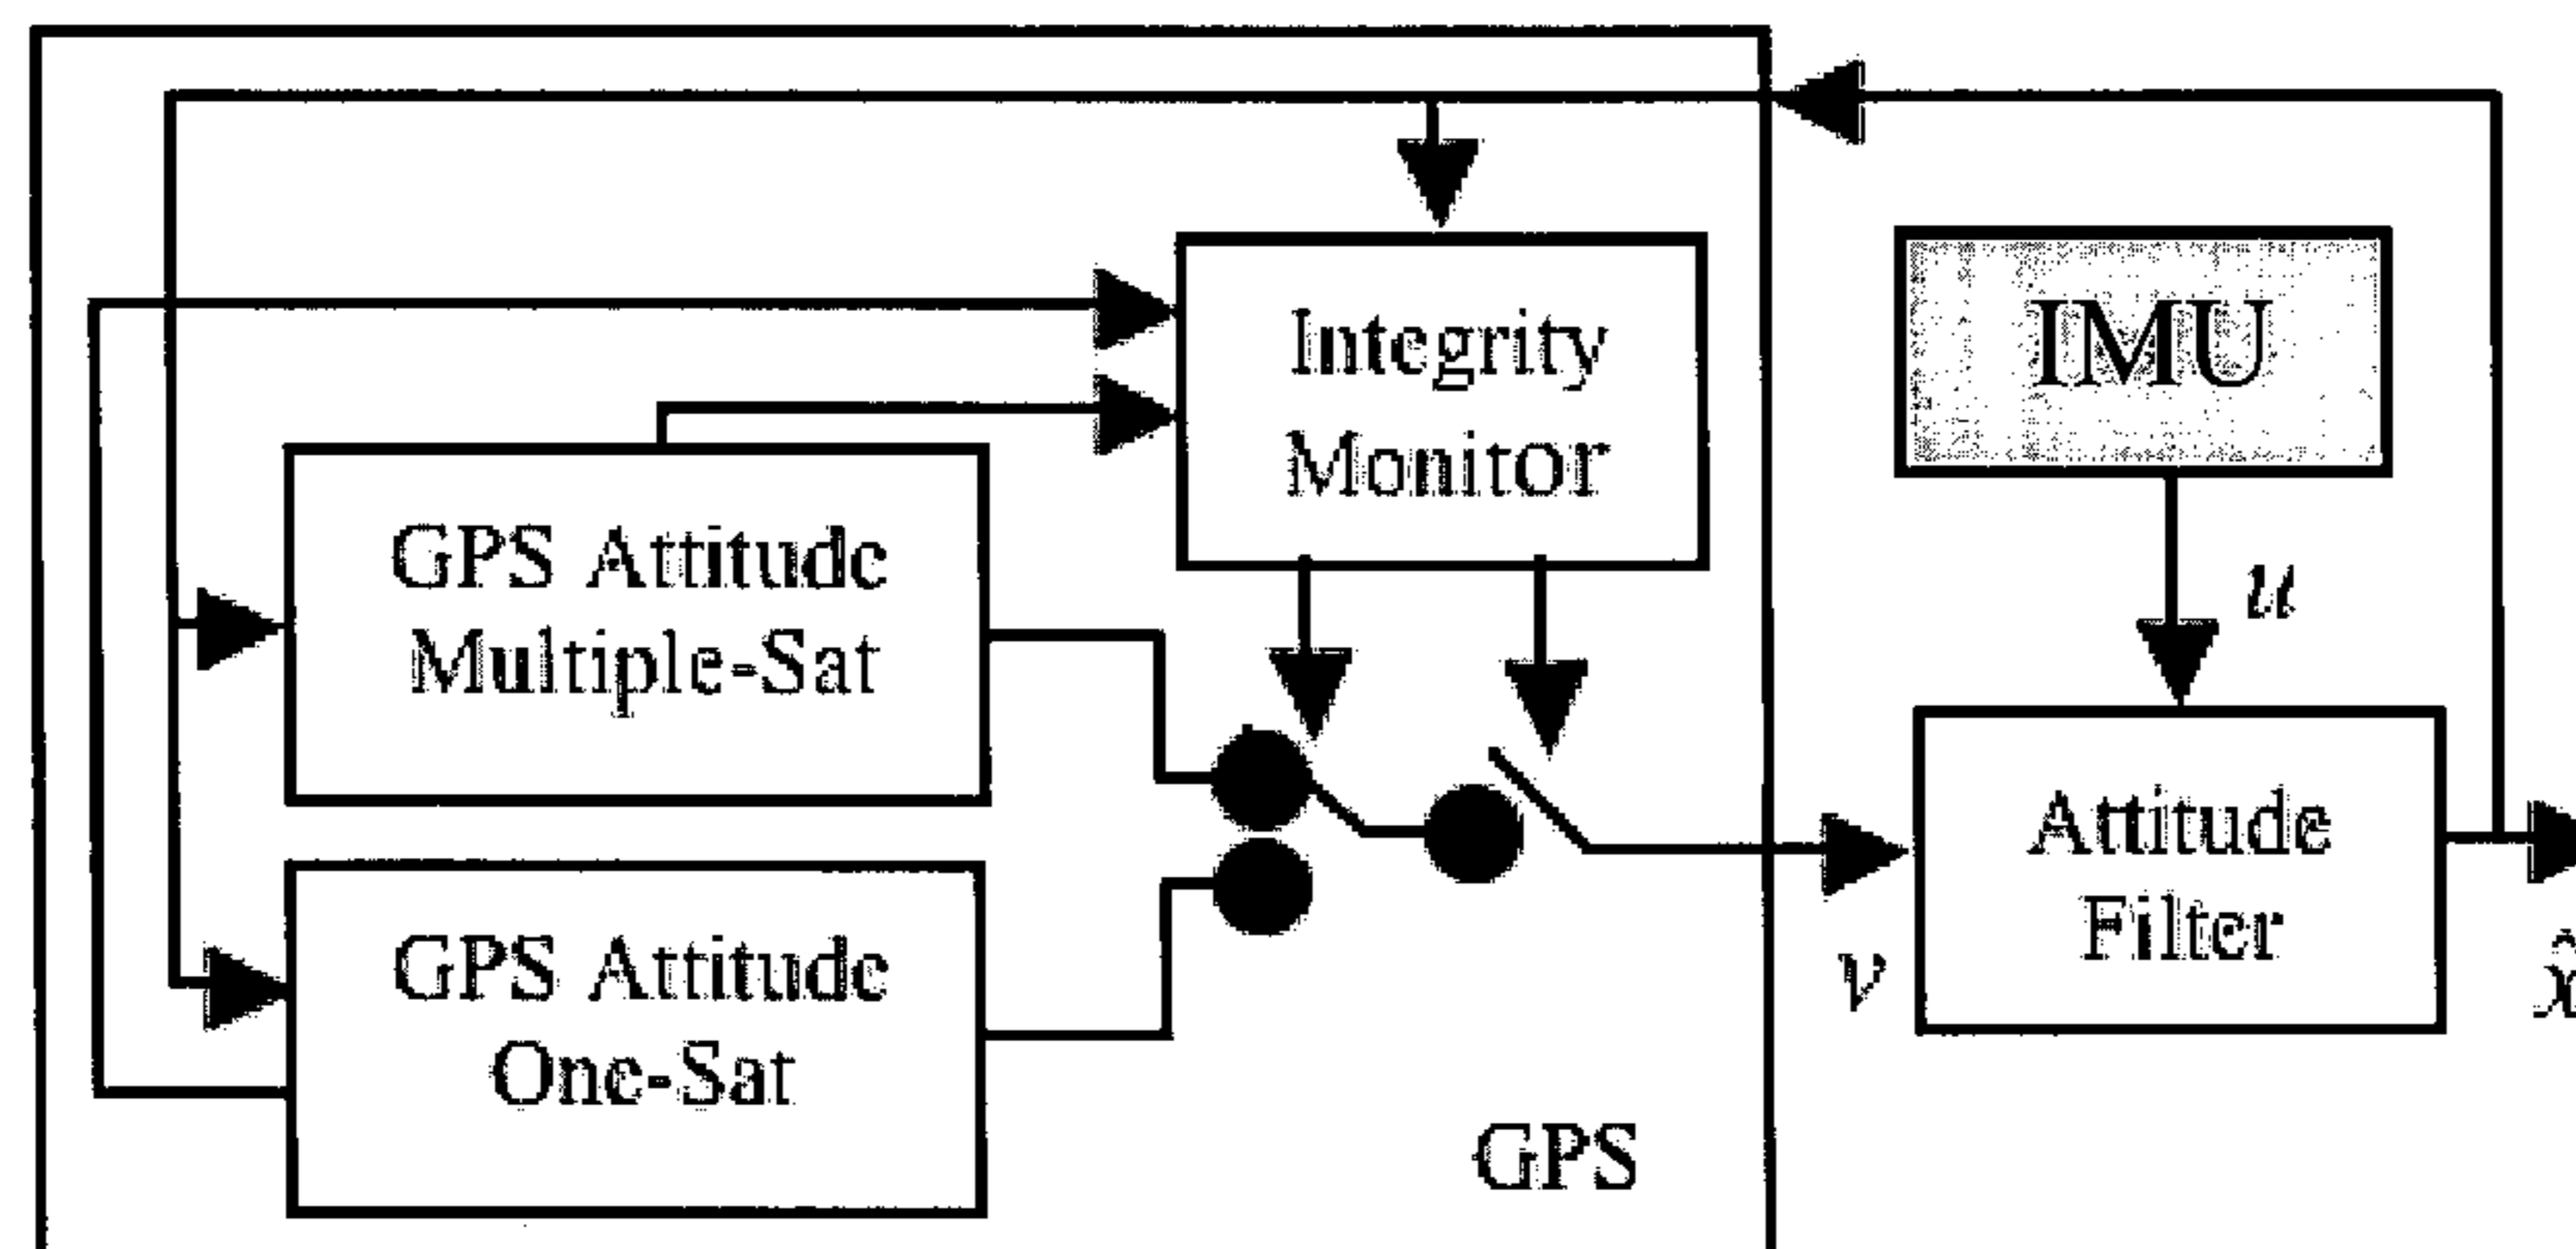 Integrity
Monitor
IMU
GPS Attitude
Multiple-Sat
u
Attitude
Filter
ν
x̂
GPS Attitude
One-Sat
GPS